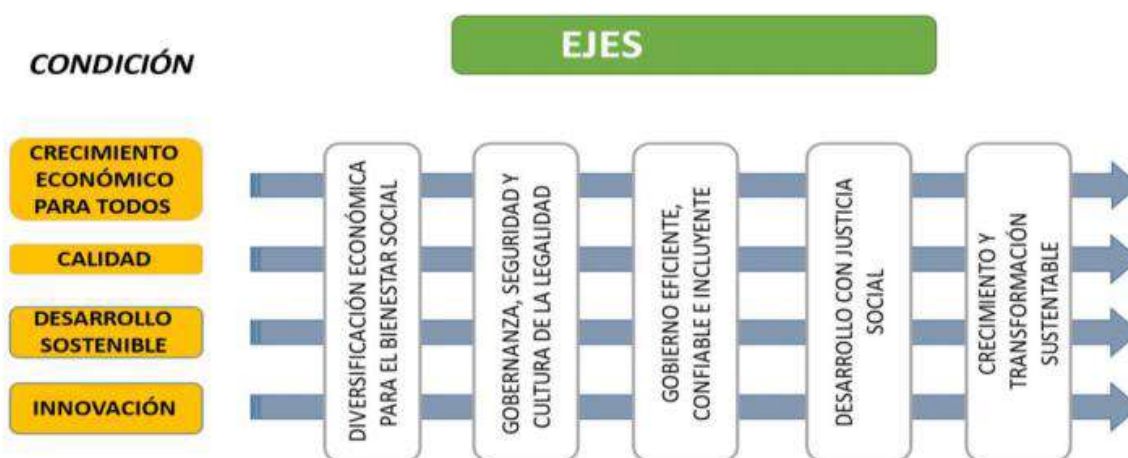 EJES
CONDICIÓN
CRECIMIENTO
ECONÓMICO
PARA TODOS
CALIDAD
DESARROLLO
SOSTENIBLE
INNOVACIÓN
DIVERSIFICACIÓN ECONÓMICA
PARA EL BIENESTAR SOCIAL
GOBERNANZA, SEGURIDAD Y
CULTURA DE LA LEGALIDAD
GOBIERNO EFICIENTE,
CONFIABLE E INCLUYENTE
DESARROLLO CON JUSTICIA
SOCIAL
CRECIMIENTO Y
TRANSFORMACIÓN
SUSTENTABLE